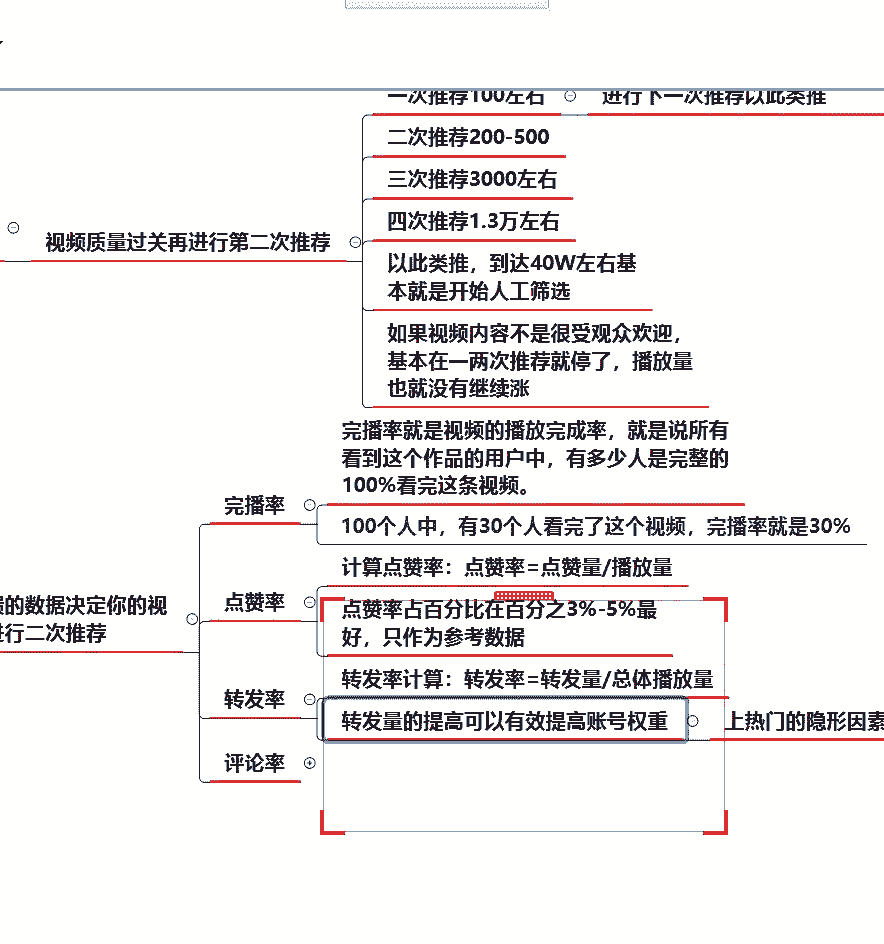 一次推荐100左右
进行下一次推荐以此类推
二次推荐200-500
三次推荐3000左右
四次推荐1.3万左右
视频质量过关再进行第二次推荐
以此类推，到达40W左右基
本就是开始人工筛选
如果视频内容不是很受观众欢迎，
基本在一两次推荐就停了，播放量
也就没有继续涨
完播率就是视频的播放完成率，就是说所有
看到这个作品的用户中，有多少人是完整的
100%看完这条视频。
完播率
100个人中，有30个人看完了这个视频，完播率就是30%
计算点赞率：点赞率=点赞量/播放量
的数据决定你的视
行二次推荐
点赞率
点赞率占百分比在百分之3%-5%最
好，只作为参考数据
转发率计算：转发率=转发量/总体播放量
转发率
转发量的提高可以有效提高账号权重
上热门的隐形因素
评论率